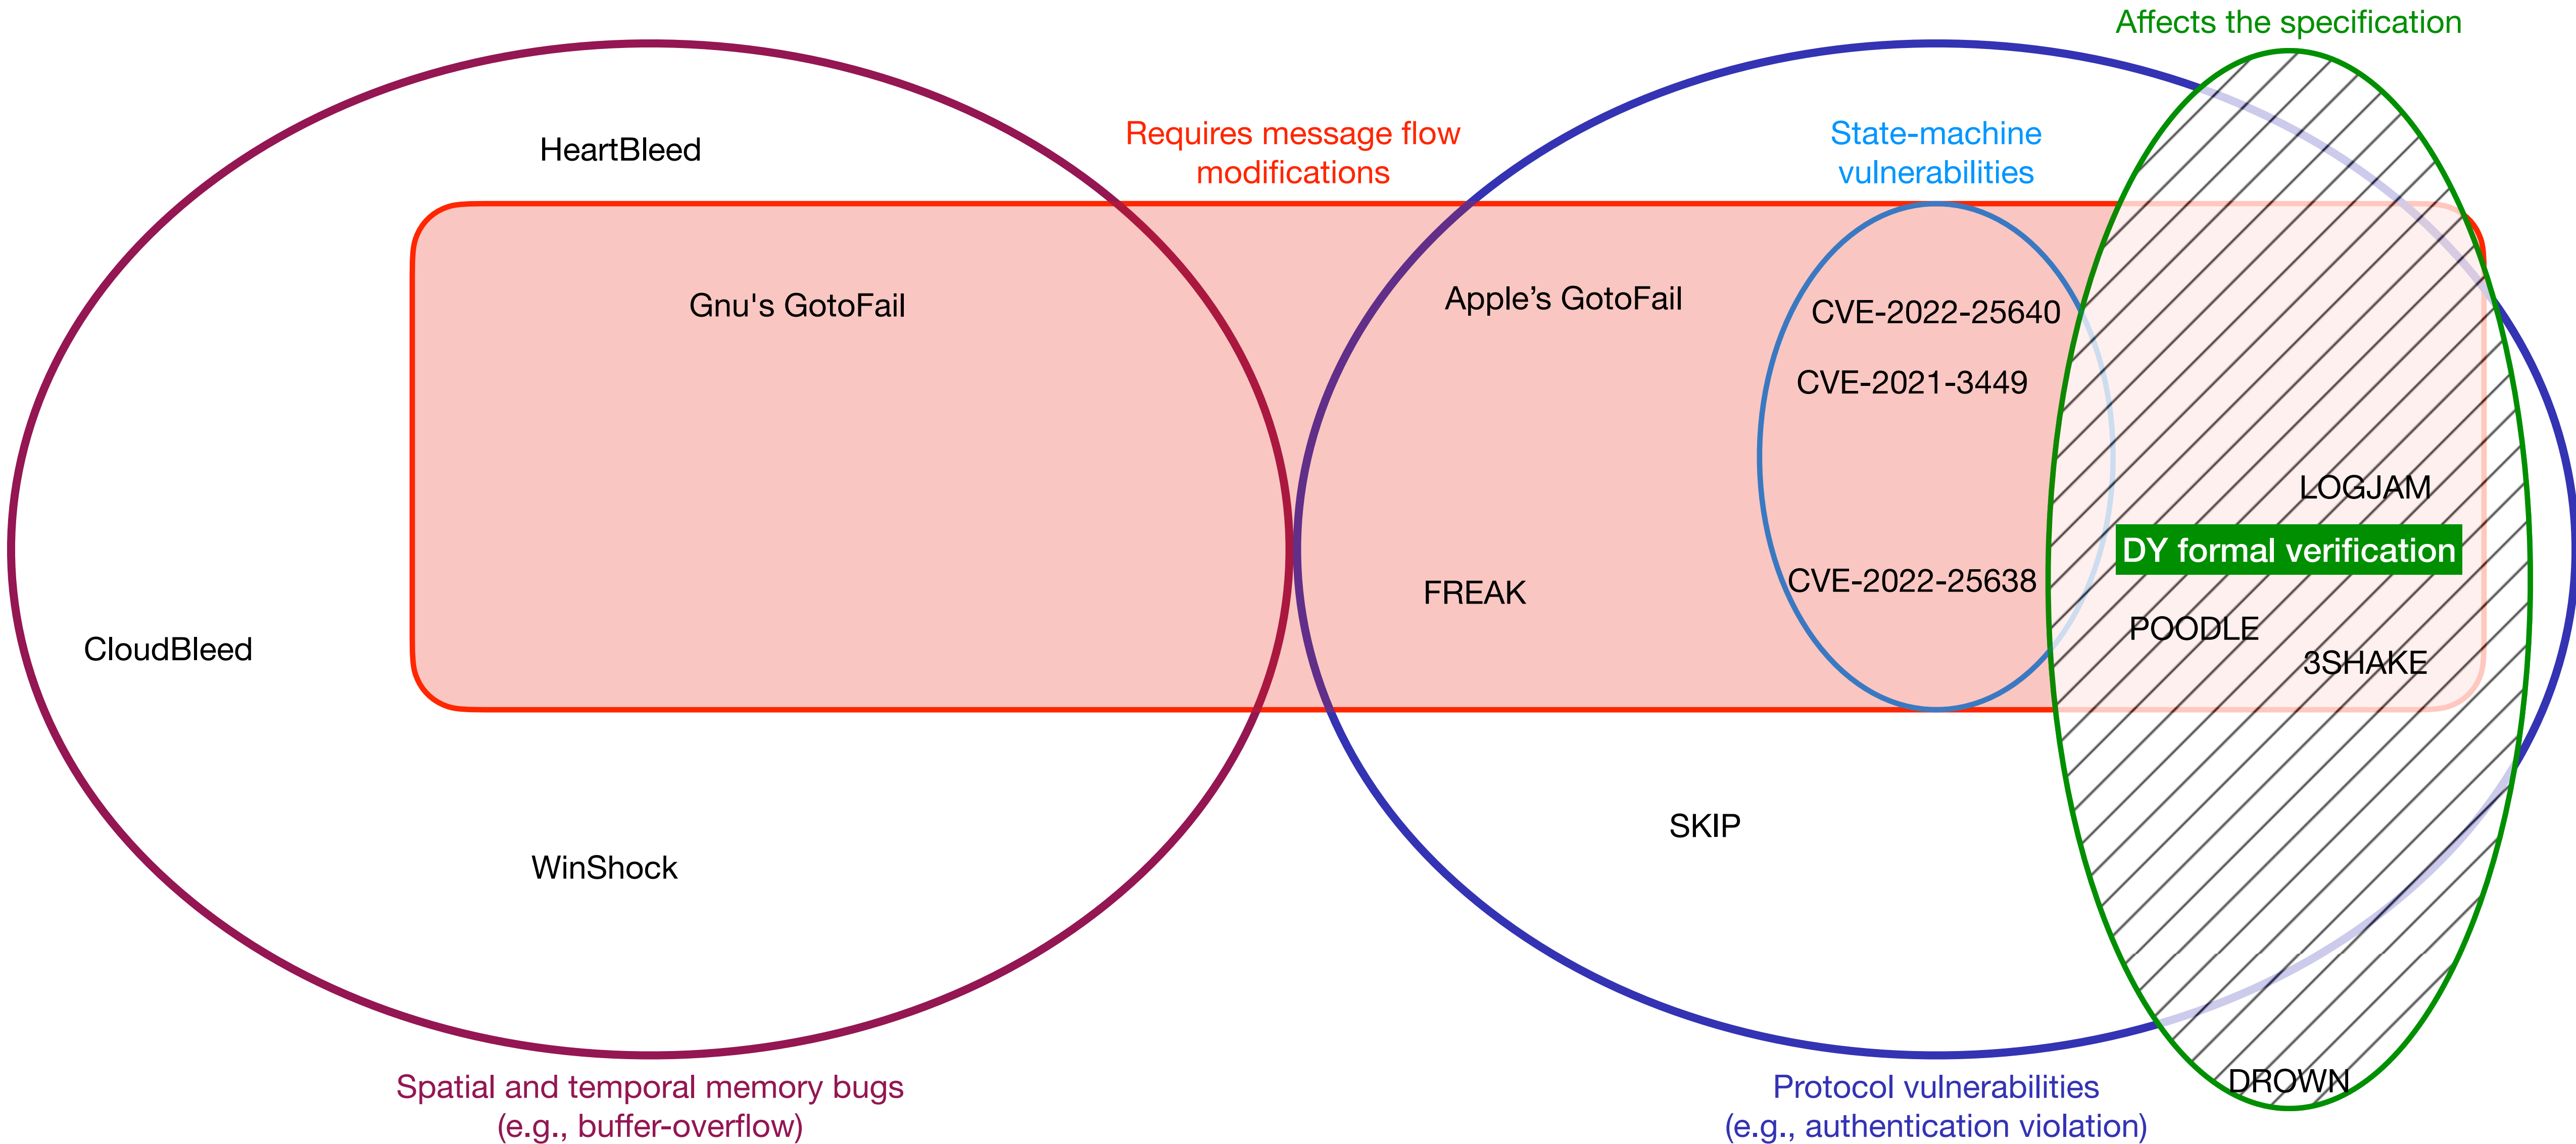 Affects the specification
HeartBleed
Requires message flow
modifications
State-machine
vulnerabilities
Gnu's GotoFail
Apple’s GotoFail
CVE-2022-25640
CVE-2021-3449
LOGJAM
DY formal verification
CVE-2022-25638
FREAK
POODLE
CloudBleed
3SHAKE
SKIP
WinShock
DROWN
Spatial and temporal memory bugs
(e.g., buffer-overflow)
Protocol vulnerabilities
(e.g., authentication violation)